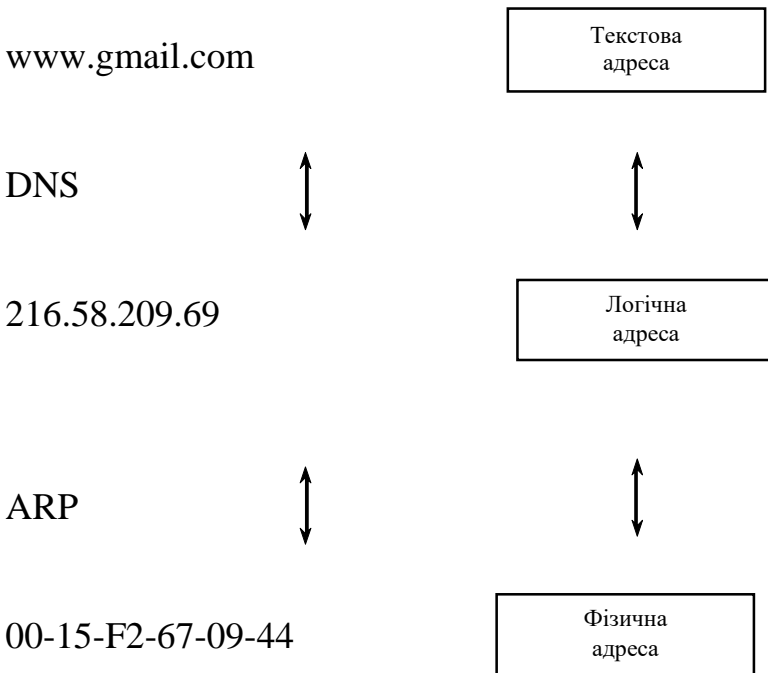 www.gmail.com
Текстова
адреса
DNS
216.58.209.69
Логічна
адреса
ARP
00-15-F2-67-09-44
Фізична
адреса